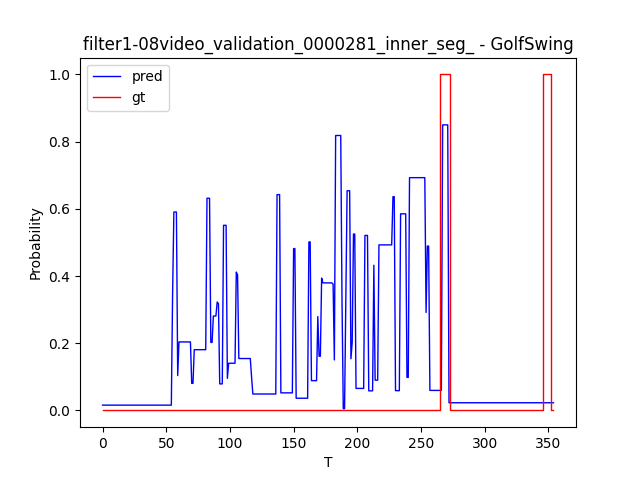 filter1-08video_validation_0000281_inner_seg_ - GolfSwing
pred
gt
1.0
0.8
0.6
0.4
0.2
0.0
Probability
0 50 100 150 200 250 300 350
T